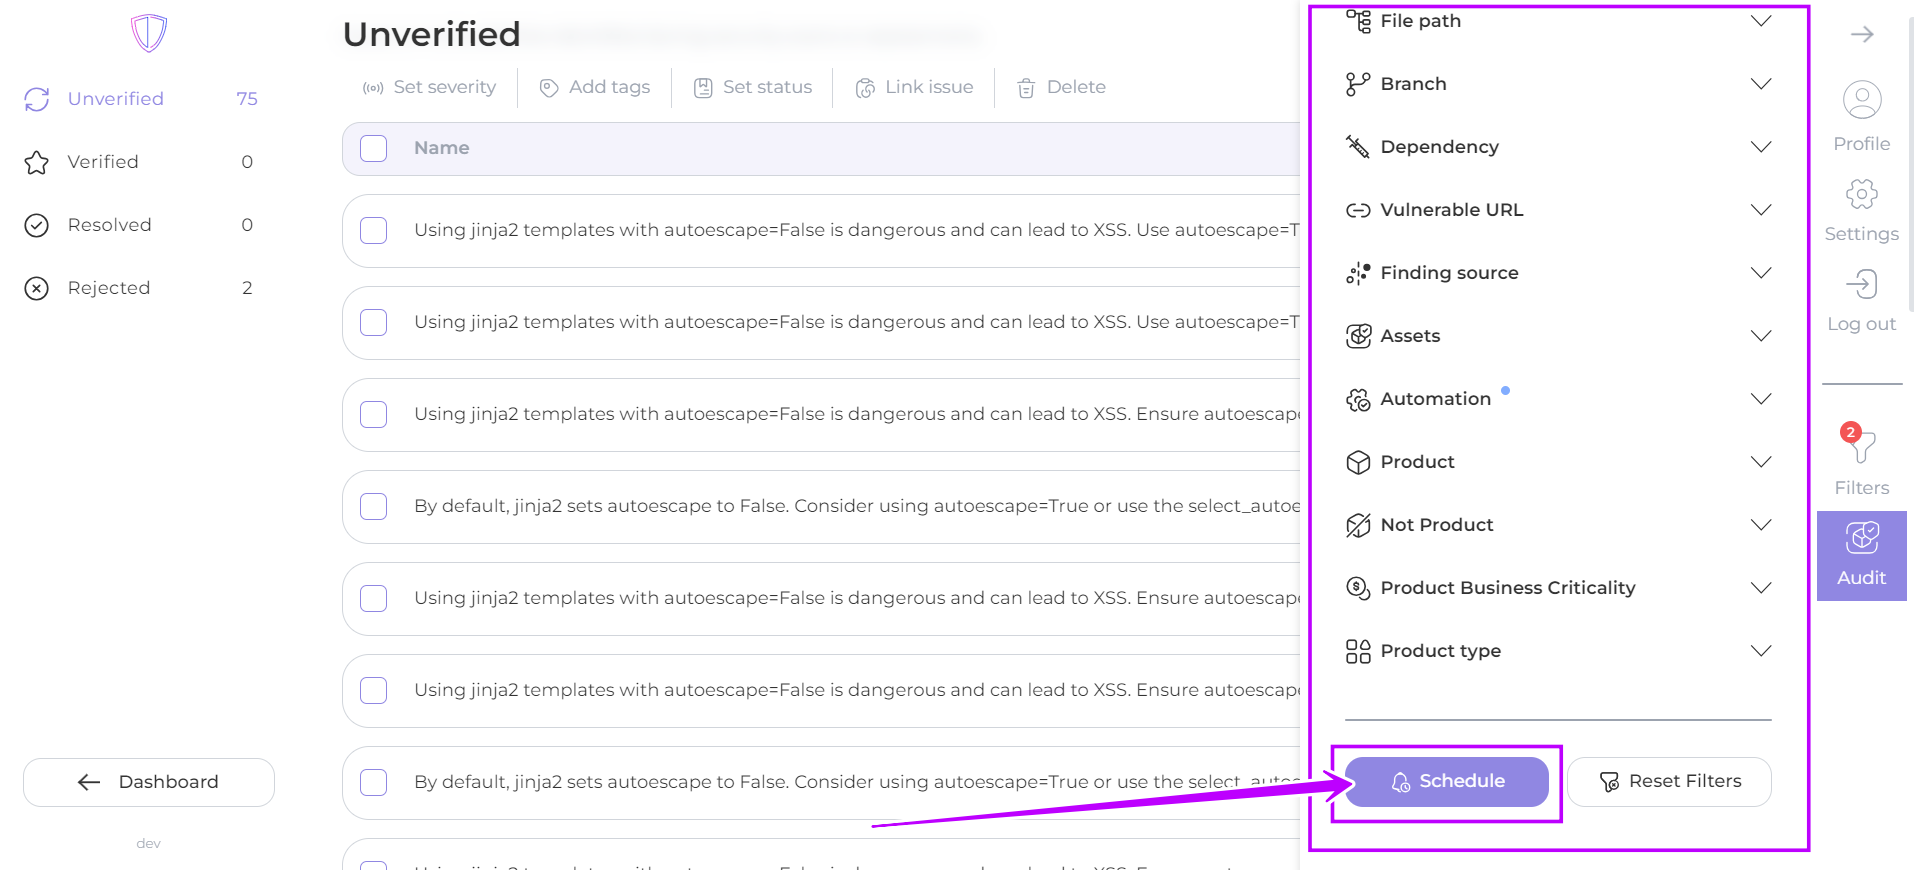 Unverified 75
Verified 0
Resolved 0
Rejected 2
Dashboard
dev
Unverified
Set severity
Add tags
Set status
Link issue
Delete
Name
Using jinja2 templates with autoescape=False is dangerous and can lead to XSS. Use autoescape=T
Using jinja2 templates with autoescape=False is dangerous and can lead to XSS. Use autoescape=T
Using jinja2 templates with autoescape=False is dangerous and can lead to XSS. Ensure autoescape
By default, jinja2 sets autoescape to False. Consider using autoescape=True or use the select_autoe
Using jinja2 templates with autoescape=False is dangerous and can lead to XSS. Ensure autoescape
Using jinja2 templates with autoescape=False is dangerous and can lead to XSS. Ensure autoescape
By default, jinja2 sets autoescape to False. Consider using autoescape=True or use the select_autoe
File path
Branch
Dependency
Vulnerable URL
Finding source
Assets
Automation
Product
Not Product
Product Business Criticality
Product type
Schedule
Reset Filters
Profile
Settings
Log out
2
Filters
Audit